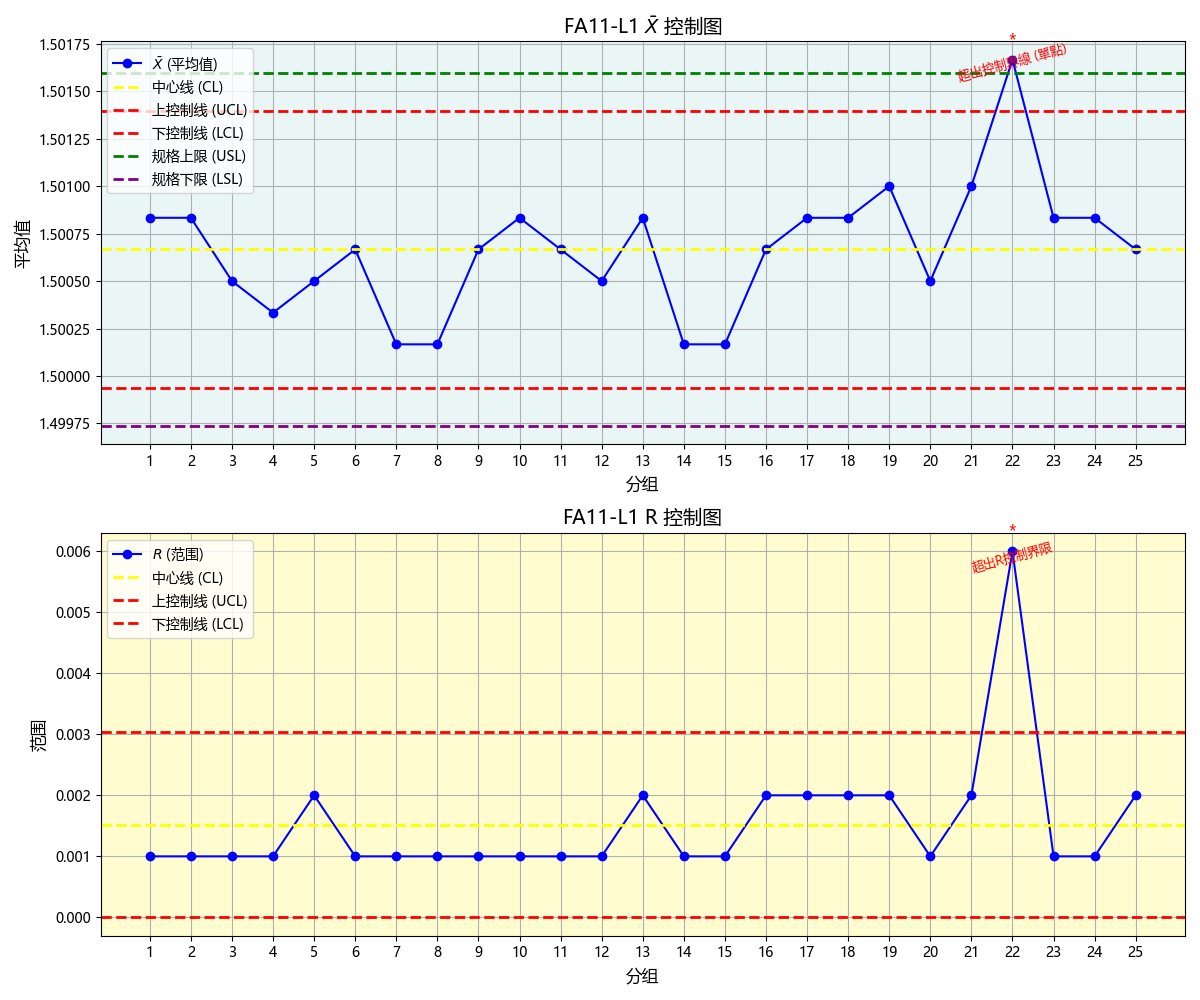 FA11-L1 X̄ 控制图
1.50175
1.50150
1.50125
1.50100
1.50075
1.50050
1.50025
1.50000
1.49975
平均值
X̄ (平均值)
中心线 (CL)
上控制线 (UCL)
下控制线 (LCL)
规格上限 (USL)
规格下限 (LSL)
*
超出控制界線 (單點)
1 2 3 4 5 6 7 8 9 10 11 12 13 14 15 16 17 18 19 20 21 22 23 24 25
分组
FA11-L1 R 控制图
0.006
0.005
0.004
0.003
0.002
0.001
0.000
范围
R (范围)
中心线 (CL)
上控制线 (UCL)
下控制线 (LCL)
*
超出R控制界限
1 2 3 4 5 6 7 8 9 10 11 12 13 14 15 16 17 18 19 20 21 22 23 24 25
分组